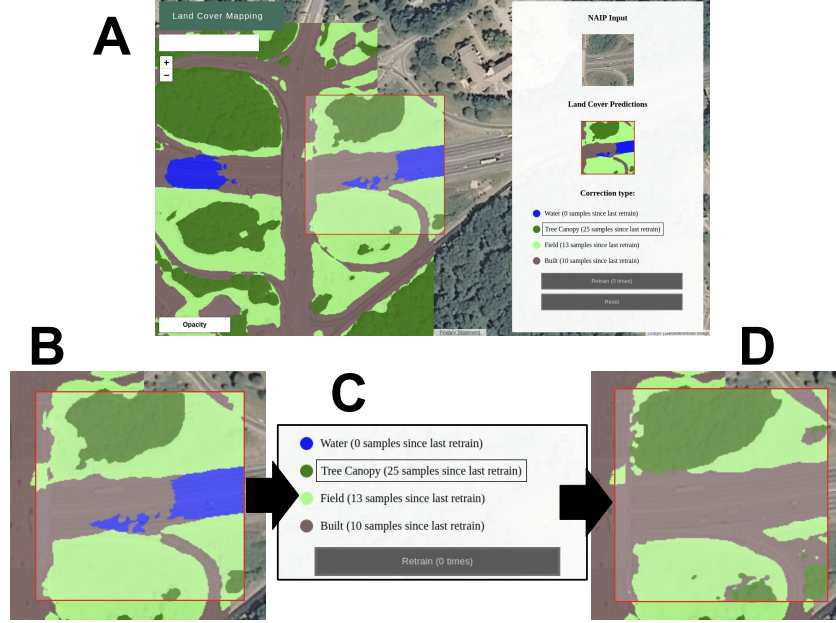 A
Land Cover Mapping
+
−
Opacity
Privacy Statement
NAIP Input
Land Cover Predictions
Correction type:
Water (0 samples since last retrain)
Tree Canopy (25 samples since last retrain)
Field (13 samples since last retrain)
Built (10 samples since last retrain)
Retrain (0 times)
Reset
B
C
Water (0 samples since last retrain)
Tree Canopy (25 samples since last retrain)
Field (13 samples since last retrain)
Built (10 samples since last retrain)
Retrain (0 times)
D